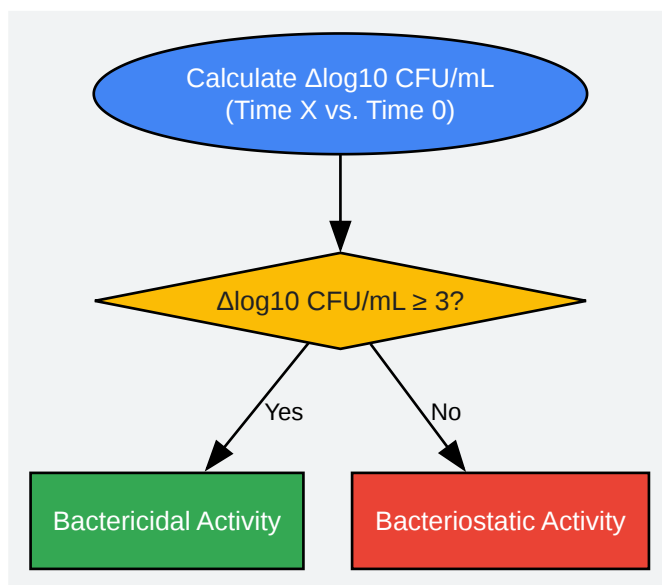 Calculate Δlog10 CFU/mL
(Time X vs. Time 0)
Δlog10 CFU/mL ≥ 3?
Yes
No
Bactericidal Activity
Bacteriostatic Activity